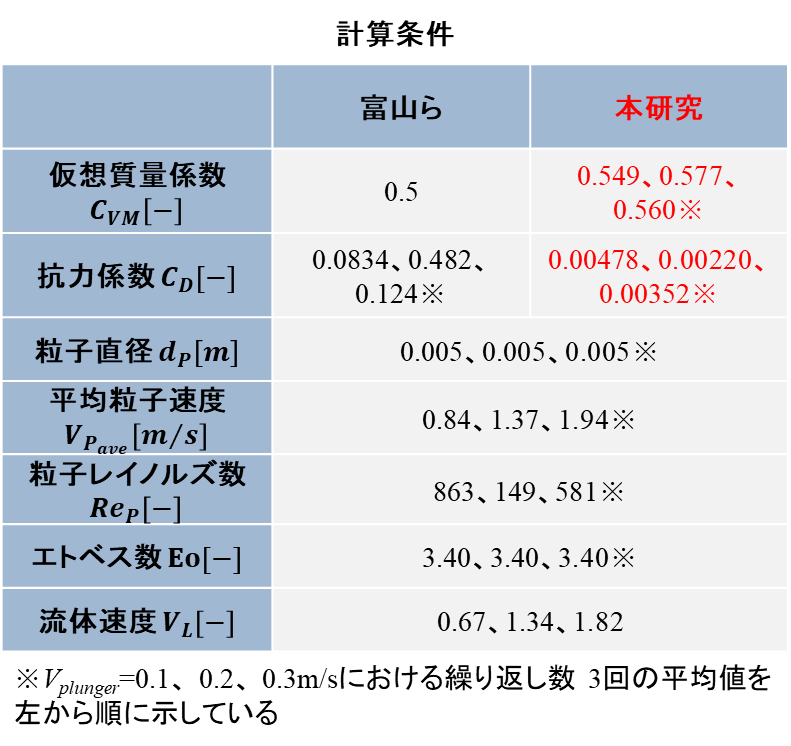 計算条件
富山ら
本研究
仮想質量係数
C_{VM}[−]
0.5
0.549、0.577、
0.560※
抗力係数 C_D[−]
0.0834、0.482、
0.124※
0.00478、0.00220、
0.00352※
粒子直径 d_P[m]
0.005、0.005、0.005※
平均粒子速度
V_{P_{ave}}[m/s]
0.84、1.37、1.94※
粒子レイノルズ数
Re_P[−]
863、149、581※
エトベス数 Eo[−]
3.40、3.40、3.40※
流体速度 V_L[−]
0.67、1.34、1.82
※V_{plunger}=0.1、0.2、0.3m/sにおける繰り返し数 3回の平均値を
左から順に示している